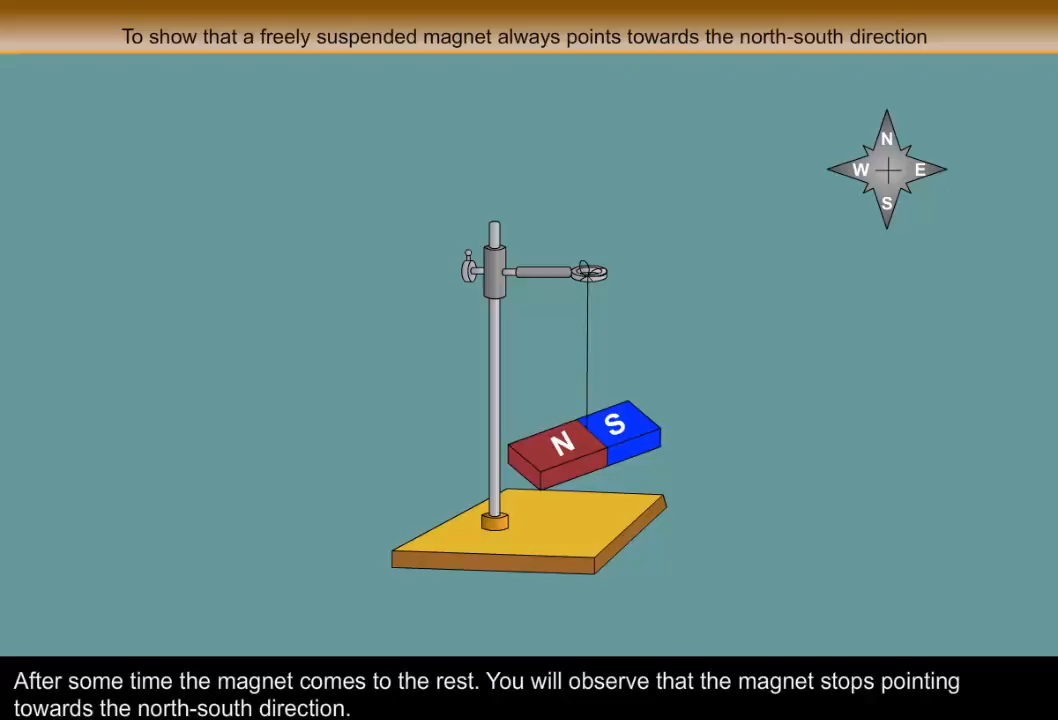 To show that a freely suspended magnet always points towards the north-south direction
N
W E
S
N S
After some time the magnet comes to the rest. You will observe that the magnet stops pointing
towards the north-south direction.